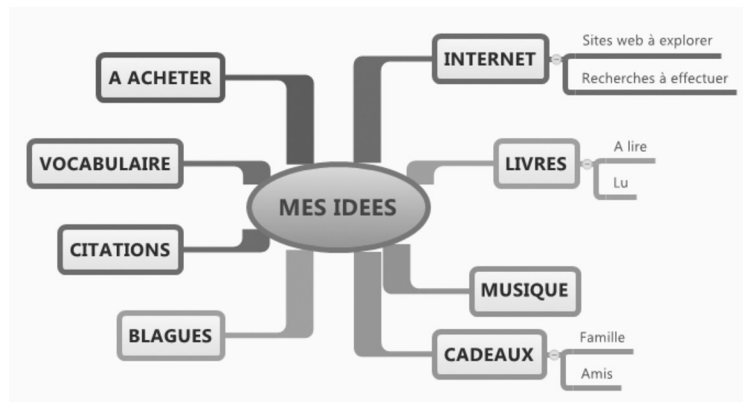 MES IDEES
INTERNET
Sites web à explorer
Recherches à effectuer
LIVRES
A lire
Lu
MUSIQUE
CADEAUX
Famille
Amis
A ACHETER
VOCABULAIRE
CITATIONS
BLAGUES